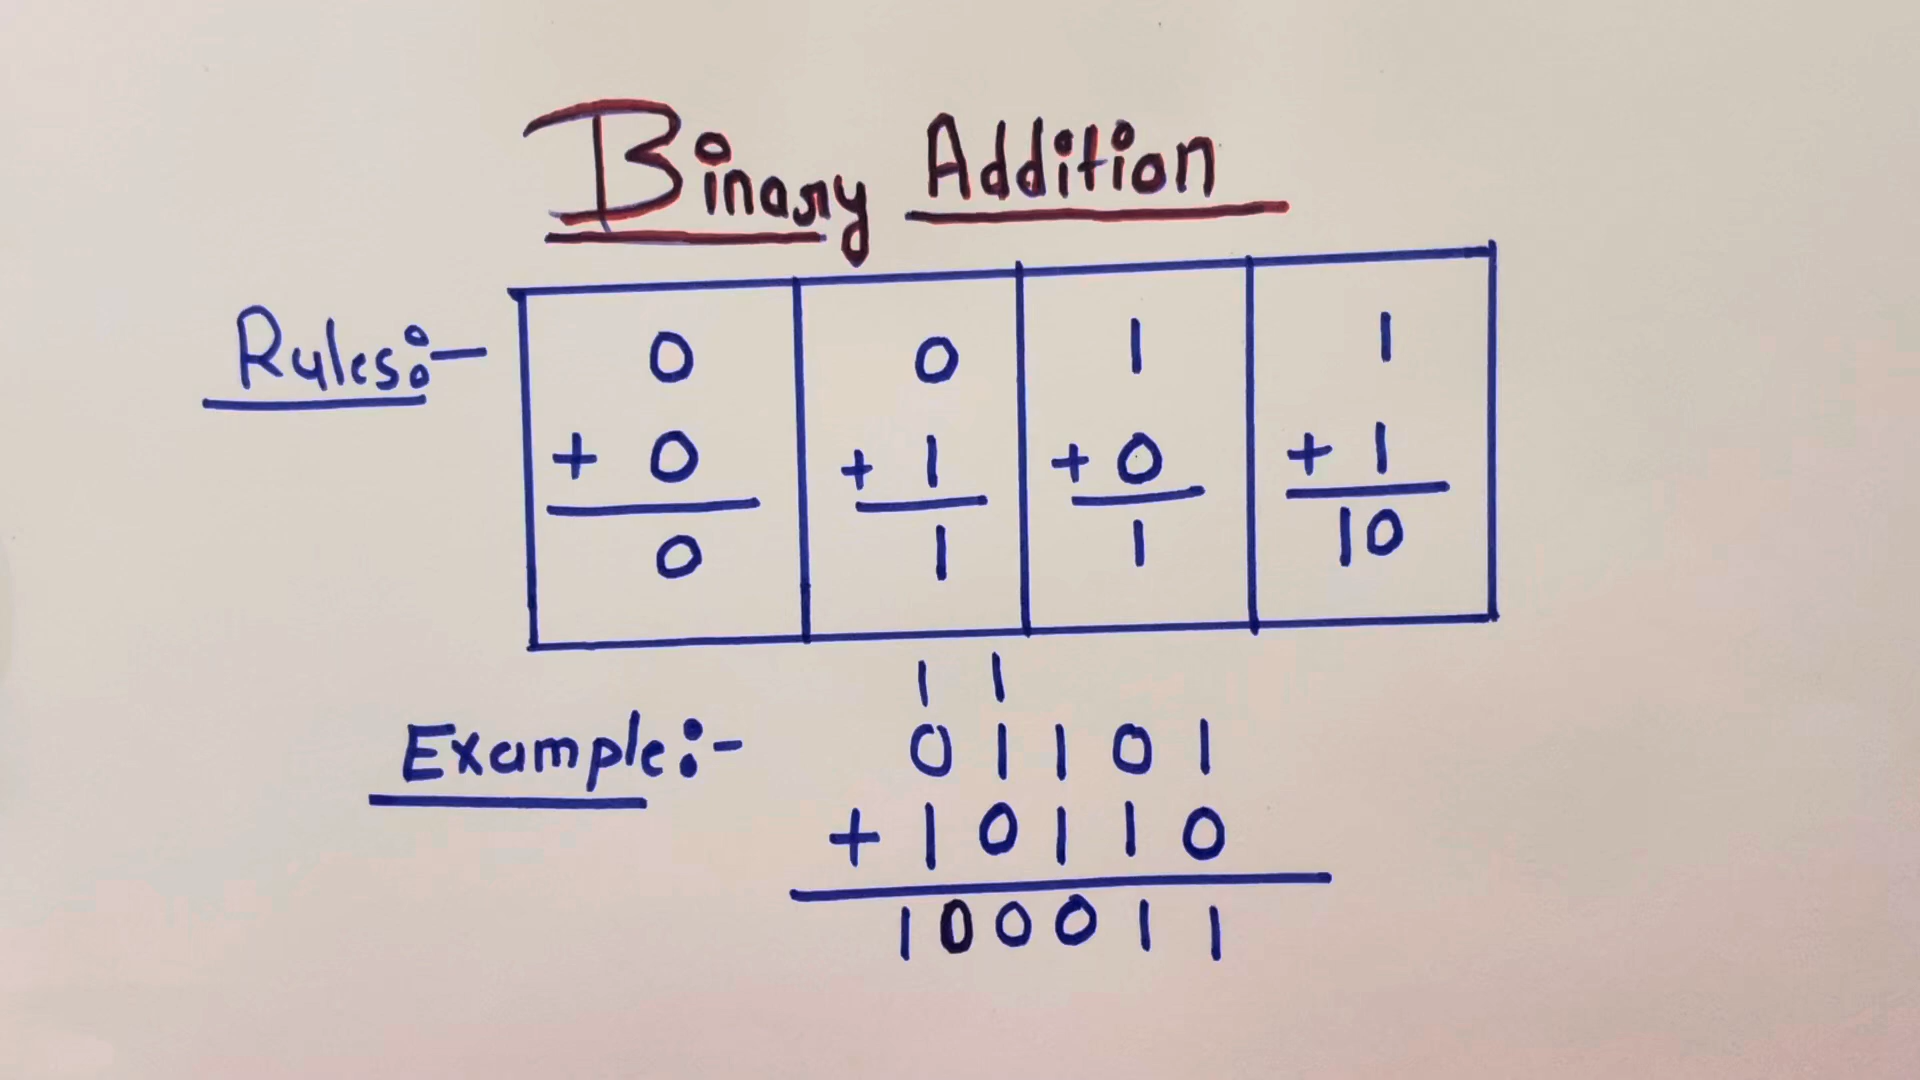 Binary Addition
Rules:-
0 0 1 1
+ 0 + 1 + 0 + 1
0 1 1 10
1 1
Example:- 0 1 1 0 1
+ 1 0 1 1 0
1 0 0 0 1 1